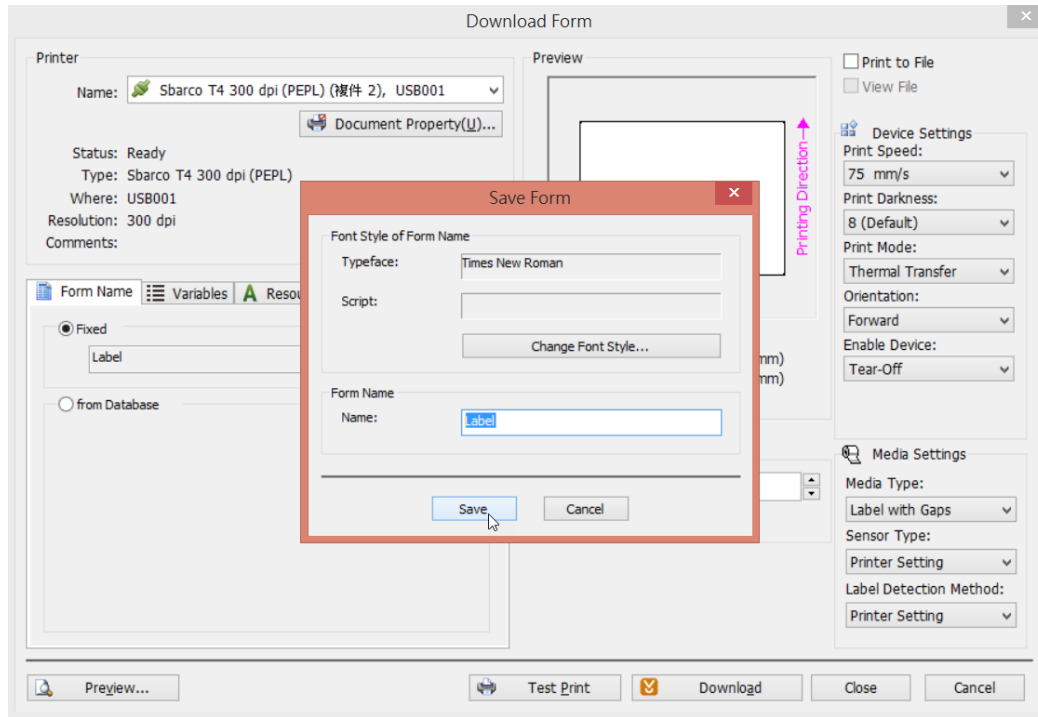 Download Form
Printer
Name: Sbarco T4 300 dpi (PEPL) (複件 2), USB001
Document Property(U)...
Status: Ready
Type: Sbarco T4 300 dpi (PEPL)
Where: USB001
Resolution: 300 dpi
Comments:
Form Name Variables Resou
Fixed
Label
from Database
Preview
Printing Direction
mm)
mm)
Save Form
Font Style of Form Name
Typeface: Times New Roman
Script:
Change Font Style...
Form Name
Name: Label
Save Cancel
Print to File
View File
Device Settings
Print Speed:
75 mm/s
Print Darkness:
8 (Default)
Print Mode:
Thermal Transfer
Orientation:
Forward
Enable Device:
Tear-Off
Media Settings
Media Type:
Label with Gaps
Sensor Type:
Printer Setting
Label Detection Method:
Printer Setting
Preview... Test Print Download Close Cancel